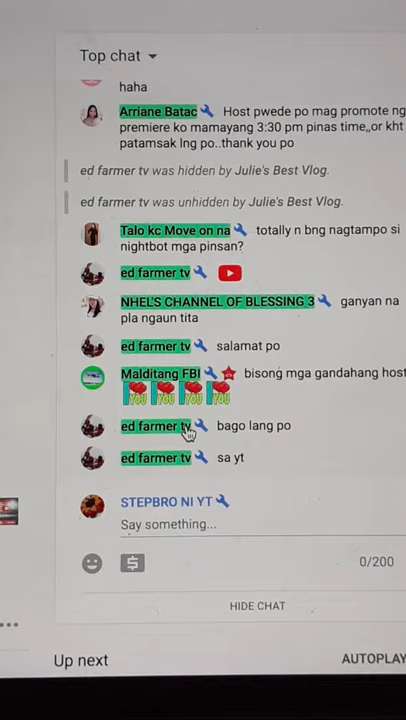 Top chat
haha
Arriane Batac Host pwede po mag promote ng
premiere ko mamayang 3:30 pm pinas time,,or kht
patamsak lng po..thank you po
ed farmer tv was hidden by Julie's Best Vlog.
ed farmer tv was unhidden by Julie's Best Vlog.
Talo kc Move on na totally n bng nagtampo si
nightbot mga pinsan?
ed farmer tv
NHEL'S CHANNEL OF BLESSING 3 ganyan na
pla ngaun tita
ed farmer tv salamat po
Malditang FBI bisong mga gandahang host
YOU YOU YOU YOU
ed farmer tv bago lang po
ed farmer tv sa yt
STEPBRO NI YT
Say something...
0/200
HIDE CHAT
Up next AUTOPLAY